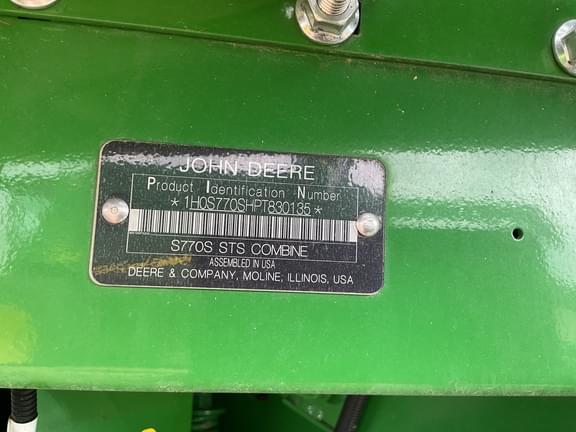 JOHN DEERE
Product Identification Number
* 1H0S770SHPT830135 *
S770S STS COMBINE
ASSEMBLED IN USA
DEERE & COMPANY, MOLINE, ILLINOIS, USA